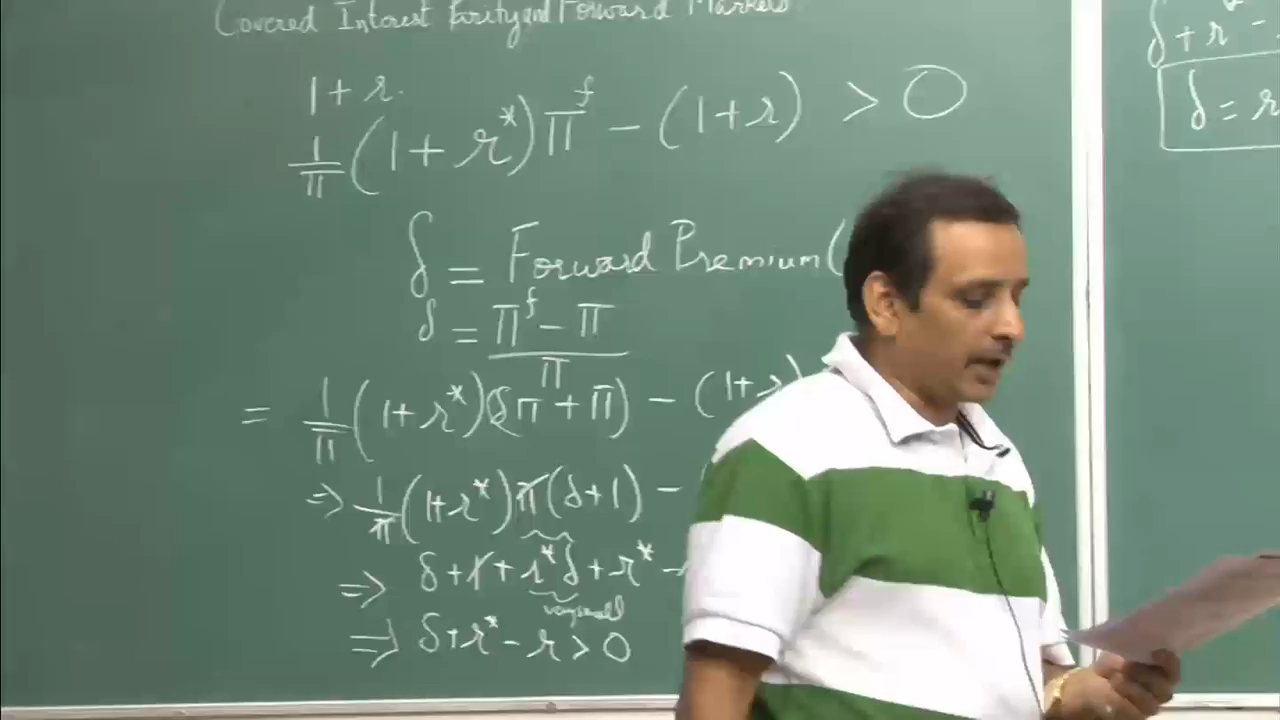 Covered Interest Parity and Forward Markets
1 + r.
1/π (1 + r*) π^f − (1 + r) > 0
δ = Forward Premium (
δ = (π^f − π)/π
= 1/π (1 + r*)(δπ + π) − (1 + r)
⇒ 1/π (1 + r*) π (δ + 1) −
⇒ δ + 1 + r*δ + r* −
very small
⇒ δ + r* − r > 0
δ + r* −
δ = r